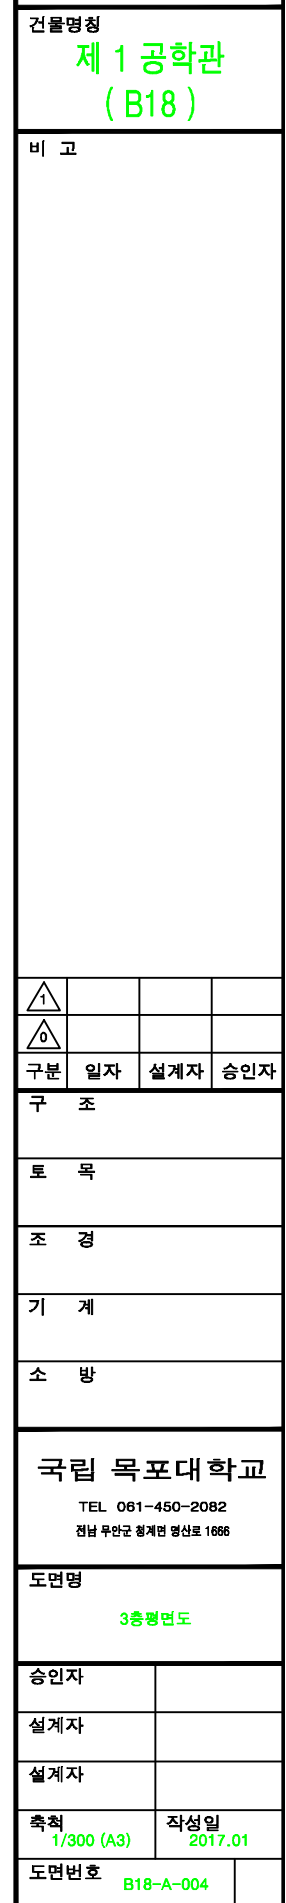 건물명칭
제 1 공학관
( B18 )
비 고
1
0
구분 일자 설계자 승인자
구 조
토 목
조 경
기 계
소 방
국립 목포대학교
TEL 061-450-2082
전남 무안군 청계면 영산로 1666
도면명
3층평면도
승인자
설계자
설계자
축척 작성일
1/300 (A3) 2017.01
도면번호 B18-A-004